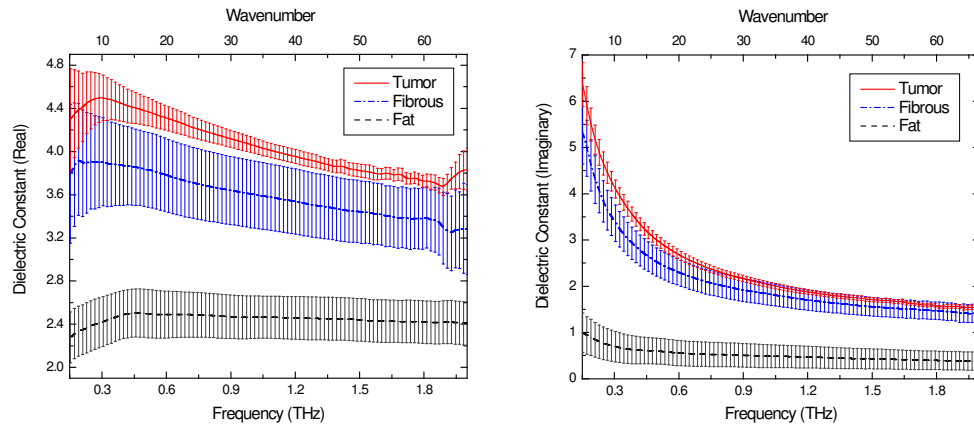 Wavenumber
10 20 30 40 50 60
4.8
4.4
4.0
3.6
3.2
2.8
2.4
2.0
Dielectric Constant (Real)
Tumor
Fibrous
Fat
0.3 0.6 0.9 1.2 1.5 1.8
Frequency (THz)
Wavenumber
10 20 30 40 50 60
7
6
5
4
3
2
1
0
Dielectric Constant (Imaginary)
Tumor
Fibrous
Fat
0.3 0.6 0.9 1.2 1.5 1.8
Frequency (THz)